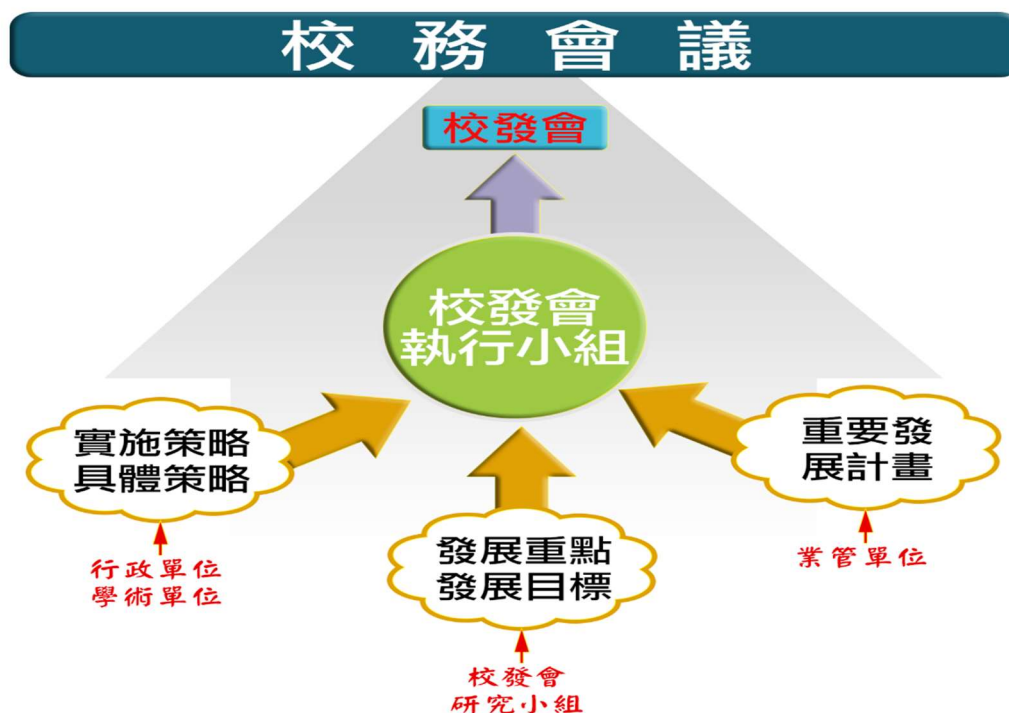 校務會議
校發會
校發會
執行小組
實施策略
具體策略
重要發
展計畫
發展重點
發展目標
行政單位
學術單位
業管單位
校發會
研究小組